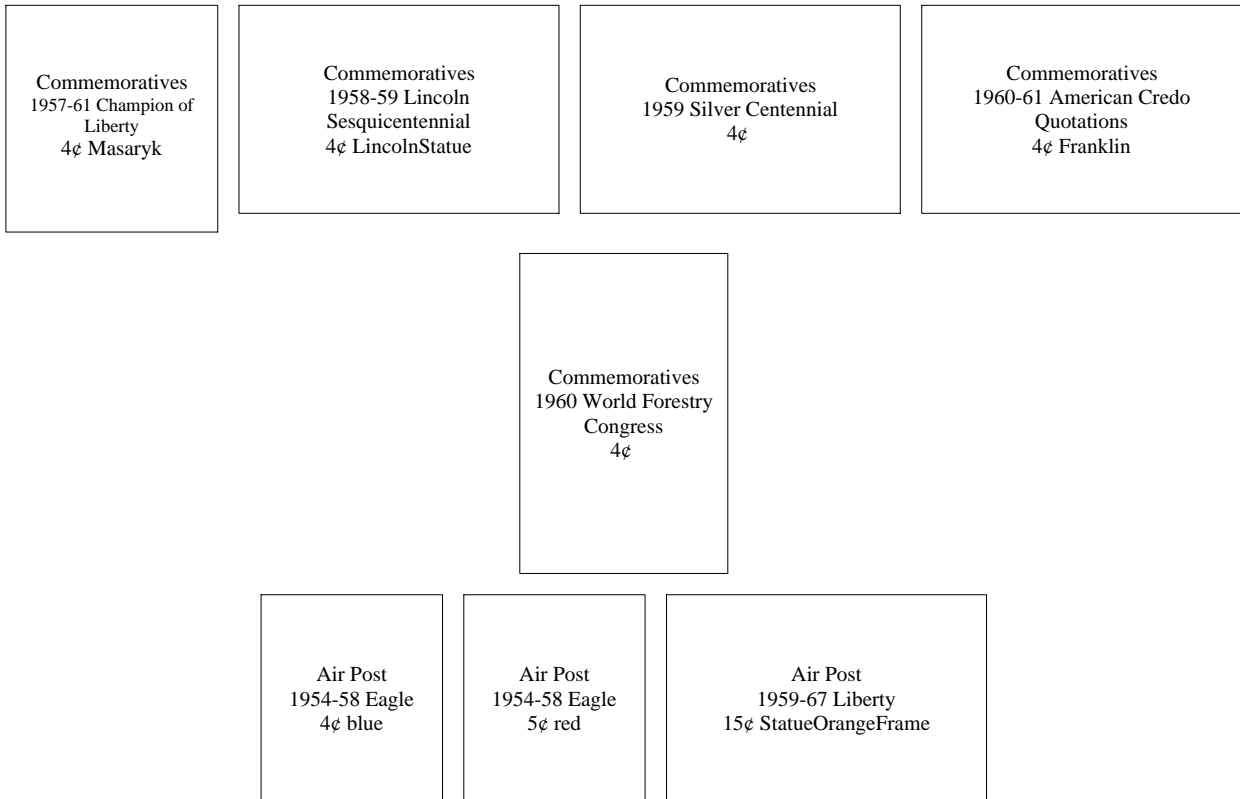 Commemoratives
1957-61 Champion of
Liberty
4¢ Masaryk
Commemoratives
1958-59 Lincoln
Sesquicentennial
4¢ LincolnStatue
Commemoratives
1959 Silver Centennial
4¢
Commemoratives
1960-61 American Credo
Quotations
4¢ Franklin
Commemoratives
1960 World Forestry
Congress
4¢
Air Post
1954-58 Eagle
4¢ blue
Air Post
1954-58 Eagle
5¢ red
Air Post
1959-67 Liberty
15¢ StatueOrangeFrame